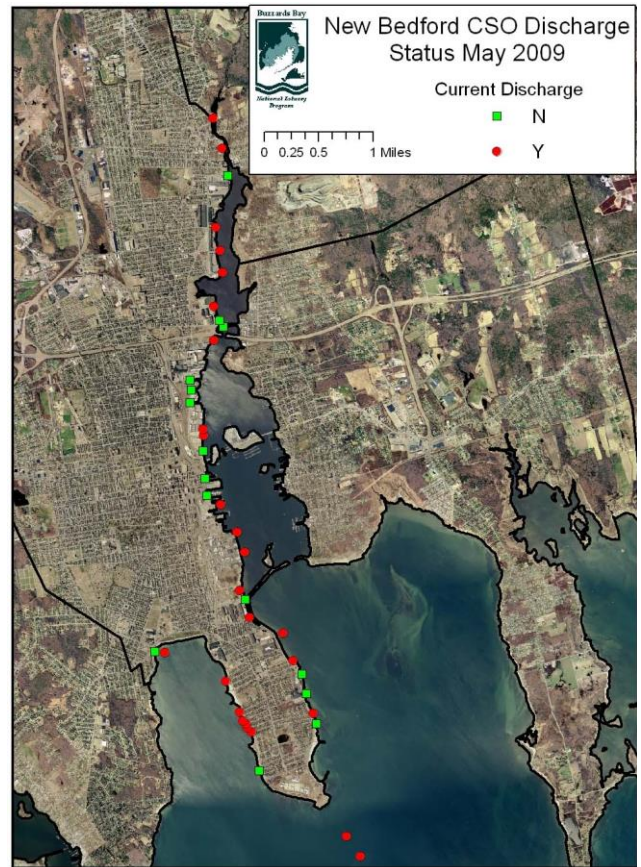 Buzzards Bay
National Estuary
Program
New Bedford CSO Discharge
Status May 2009
Current Discharge
N
Y
0 0.25 0.5 1 Miles